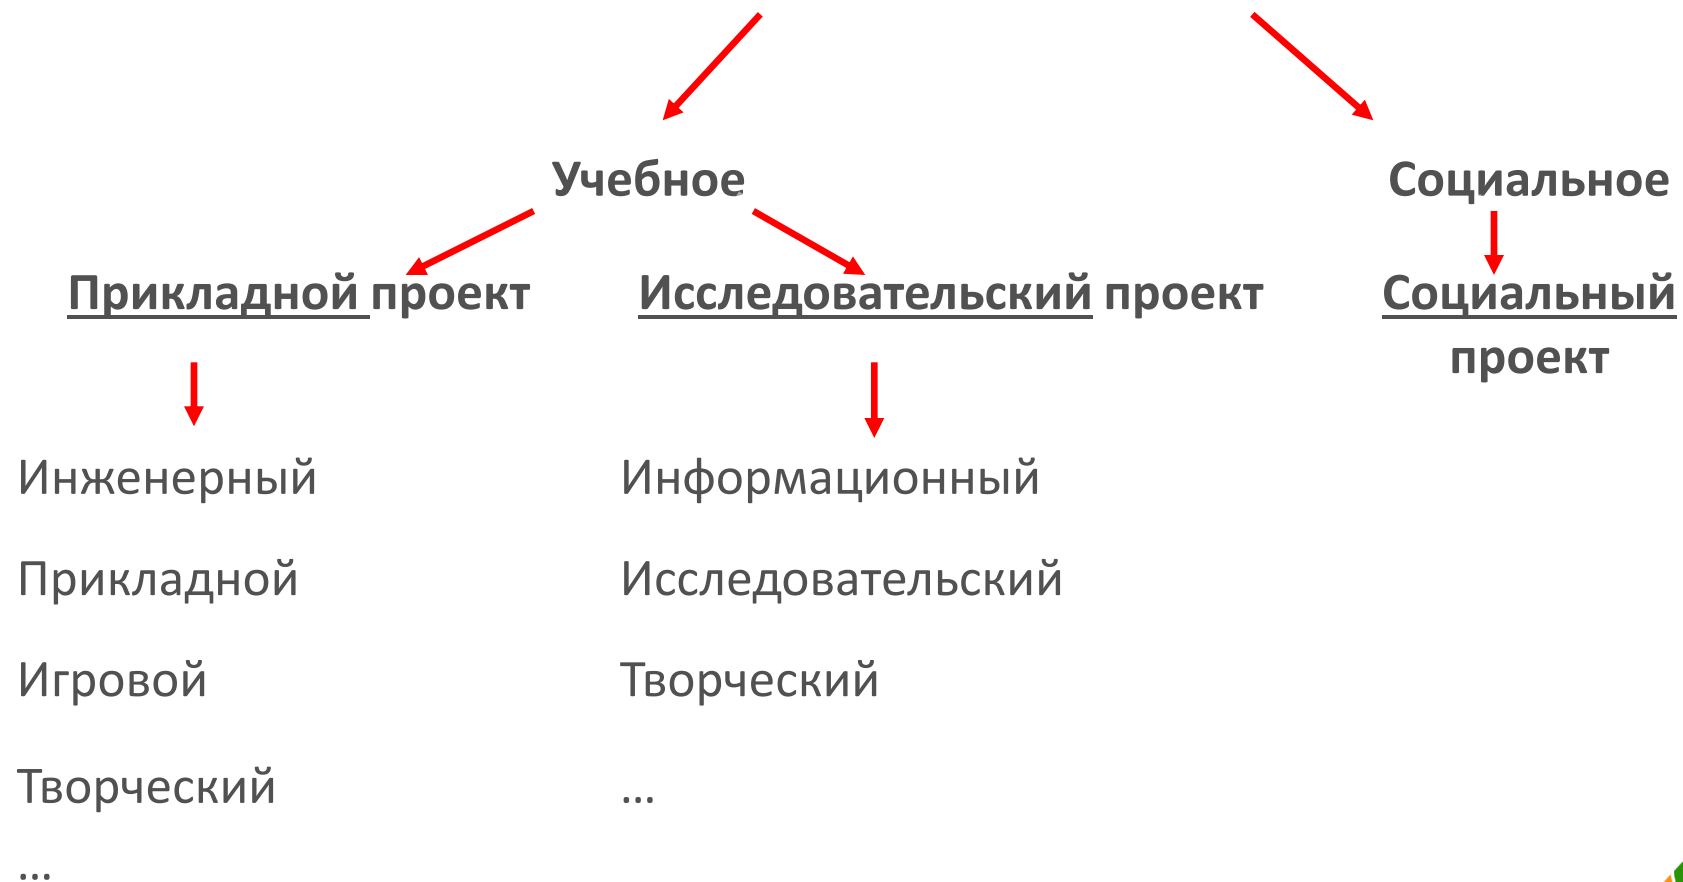 Учебное
Социальное
Прикладной проект
Исследовательский проект
Социальный
проект
Инженерный
Информационный
Прикладной
Исследовательский
Игровой
Творческий
Творческий
...
...